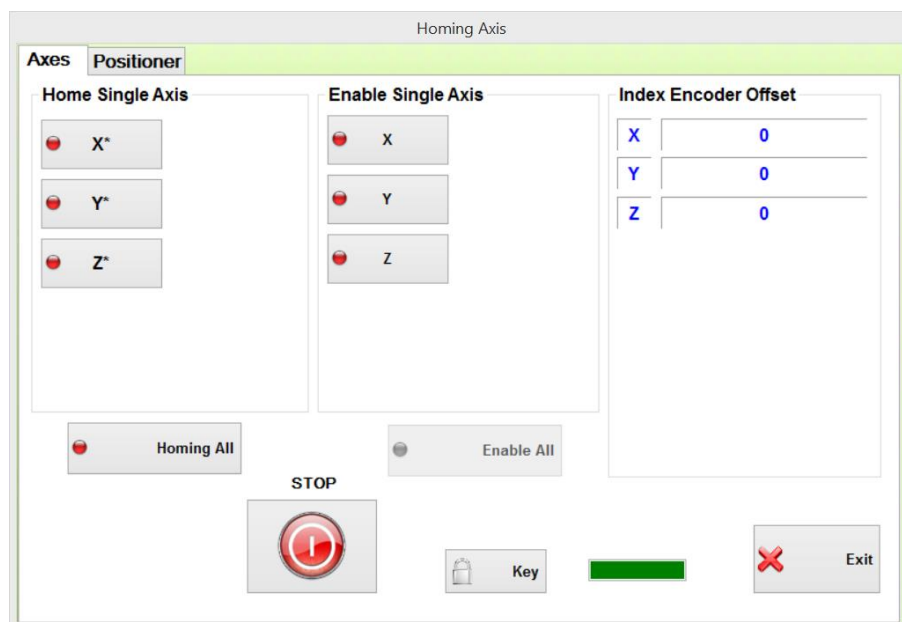 Homing Axis
Axes
Positioner
Home Single Axis
X*
Y*
Z*
Enable Single Axis
X
Y
Z
Index Encoder Offset
X 0
Y 0
Z 0
Homing All
Enable All
STOP
Key
Exit